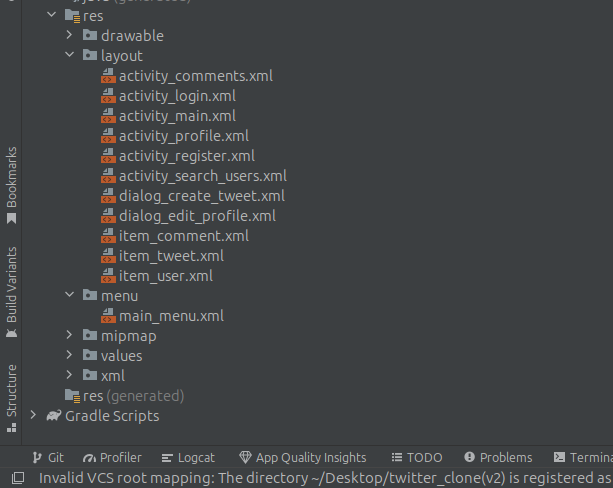 (generated)
res
drawable
layout
activity_comments.xml
activity_login.xml
activity_main.xml
activity_profile.xml
activity_register.xml
activity_search_users.xml
dialog_create_tweet.xml
dialog_edit_profile.xml
item_comment.xml
item_tweet.xml
item_user.xml
menu
main_menu.xml
mipmap
values
xml
res (generated)
Gradle Scripts
Bookmarks
Build Variants
Structure
Git Profiler Logcat App Quality Insights TODO Problems Termina
Invalid VCS root mapping: The directory ~/Desktop/twitter_clone(v2) is registered as